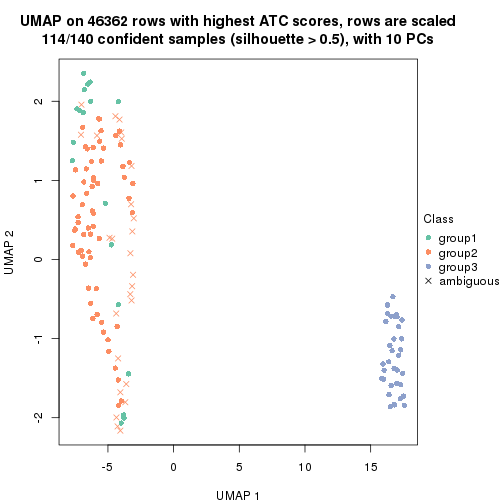 UMAP on 46362 rows with highest ATC scores, rows are scaled
114/140 confident samples (silhouette > 0.5), with 10 PCs
Class
group1
group2
group3
ambiguous
2
1
0
-1
-2
UMAP 2
-5
0
5
10
15
UMAP 1